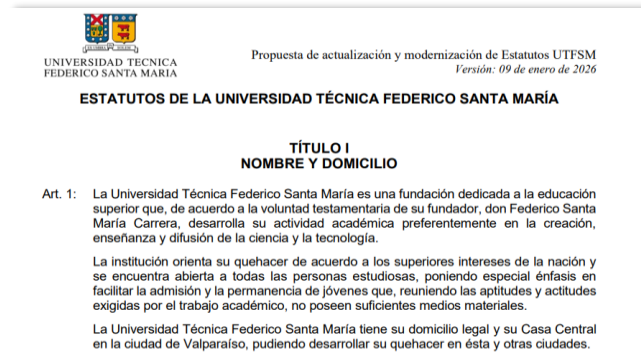 UNIVERSIDAD TECNICA
FEDERICO SANTA MARIA
Propuesta de actualización y modernización de Estatutos UTFSM
Versión: 09 de enero de 2026
ESTATUTOS DE LA UNIVERSIDAD TÉCNICA FEDERICO SANTA MARÍA
TÍTULO I
NOMBRE Y DOMICILIO
Art. 1: La Universidad Técnica Federico Santa María es una fundación dedicada a la educación
superior que, de acuerdo a la voluntad testamentaria de su fundador, don Federico Santa
María Carrera, desarrolla su actividad académica preferentemente en la creación,
enseñanza y difusión de la ciencia y la tecnología.
La institución orienta su quehacer de acuerdo a los superiores intereses de la nación y
se encuentra abierta a todas las personas estudiosas, poniendo especial énfasis en
facilitar la admisión y la permanencia de jóvenes que, reuniendo las aptitudes y actitudes
exigidas por el trabajo académico, no poseen suficientes medios materiales.
La Universidad Técnica Federico Santa María tiene su domicilio legal y su Casa Central
en la ciudad de Valparaíso, pudiendo desarrollar su quehacer en ésta y otras ciudades.